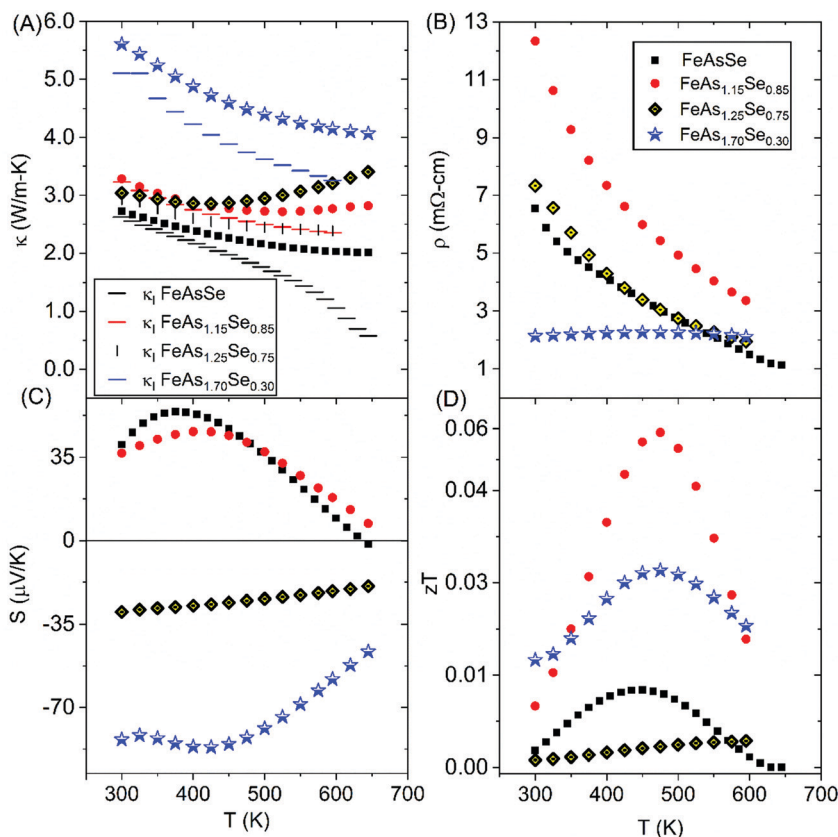 (A)
6.0
5.0
4.0
3.0
2.0
1.0
0.0
κ (W/m-K)
κl FeAsSe
κl FeAs1.15Se0.85
κl FeAs1.25Se0.75
κl FeAs1.70Se0.30
(B)
13
11
9
7
5
3
1
ρ (mΩ-cm)
FeAsSe
FeAs1.15Se0.85
FeAs1.25Se0.75
FeAs1.70Se0.30
(C)
35
0
-35
-70
S (μV/K)
300 400 500 600 700
T (K)
(D)
0.06
0.04
0.03
0.01
0.00
zT
300 400 500 600 700
T (K)